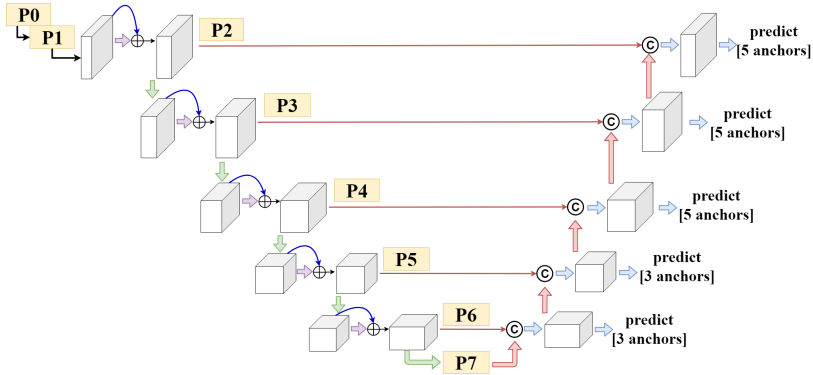 P0
P1
P2
C
predict
[5 anchors]
P3
C
predict
[5 anchors]
P4
C
predict
[5 anchors]
P5
C
predict
[3 anchors]
P6
C
predict
[3 anchors]
P7